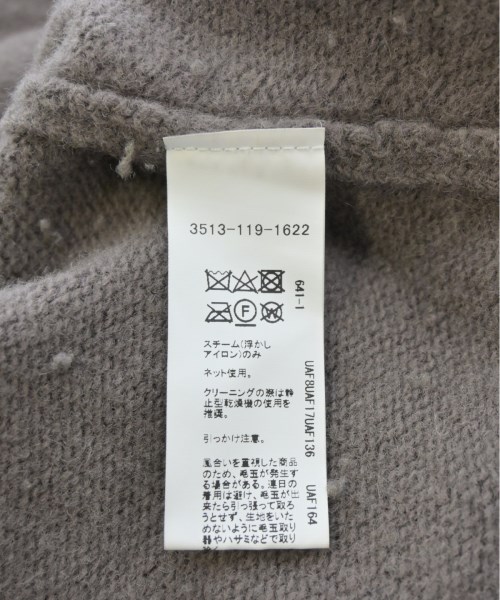 3513-119-1622
F W
641-1
スチーム(浮かし
アイロン)のみ
ネット使用。
クリーニングの際は静
止型乾燥機の使用を
推奨。
引っかけ注意。
風合いを重視した商品
のため、毛玉が発生す
る場合がある。連日の
着用は避け、毛玉が出
来たら引っ張って取ろ
うとせず、生地をいた
めないように毛玉取り
器やハサミなどで取り
UAF8UAF17UAF136 UAF164